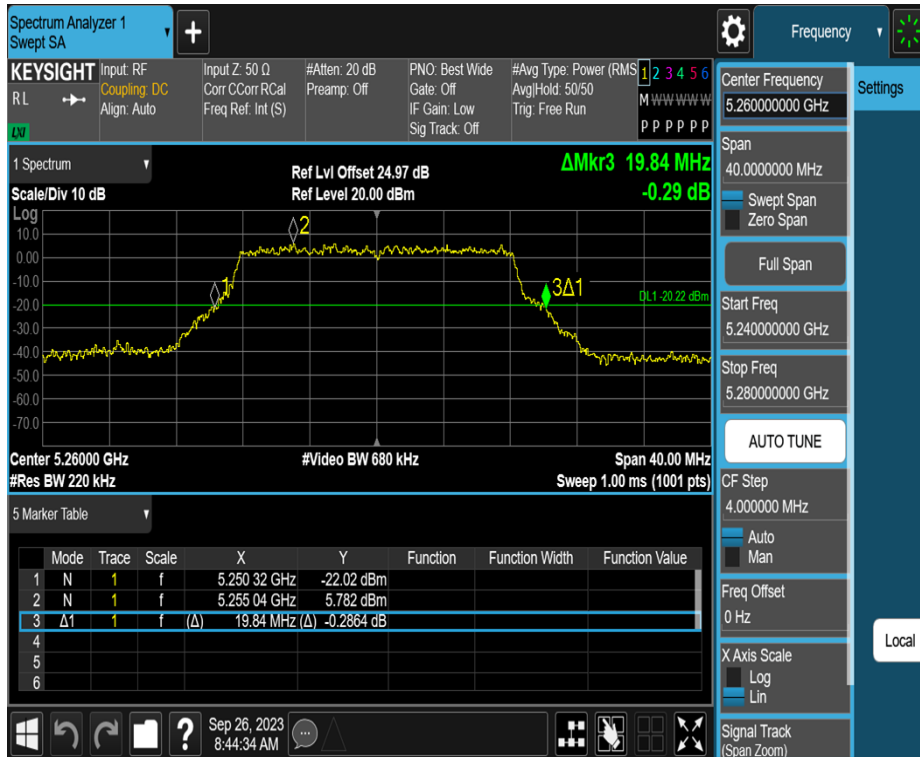 Spectrum Analyzer 1
Swept SA
+
Frequency
KEYSIGHT
RL
LXI
Input: RF
Coupling: DC
Align: Auto
Input Z: 50 Ω
Corr CCorr RCal
Freq Ref: Int (S)
#Atten: 20 dB
Preamp: Off
PNO: Best Wide
Gate: Off
IF Gain: Low
Sig Track: Off
#Avg Type: Power (RMS
Avg|Hold: 50/50
Trig: Free Run
1 2 3 4 5 6
M W W W W W
P P P P P P
Settings
1 Spectrum
Scale/Div 10 dB
Ref Lvl Offset 24.97 dB
Ref Level 20.00 dBm
ΔMkr3 19.84 MHz
-0.29 dB
Log
10.0
0.00
-10.0
-20.0
-30.0
-40.0
-50.0
-60.0
-70.0
1
2
3Δ1
DL1 -20.22 dBm
Center 5.26000 GHz
#Video BW 680 kHz
Span 40.00 MHz
#Res BW 220 kHz
Sweep 1.00 ms (1001 pts)
5 Marker Table
Mode Trace Scale X Y Function Function Width Function Value
1 N 1 f 5.250 32 GHz -22.02 dBm
2 N 1 f 5.255 04 GHz 5.782 dBm
3 Δ1 1 f (Δ) 19.84 MHz (Δ) -0.2864 dB
4
5
6
?
Sep 26, 2023
8:44:34 AM
Center Frequency
5.260000000 GHz
Span
40.0000000 MHz
Swept Span
Zero Span
Full Span
Start Freq
5.240000000 GHz
Stop Freq
5.280000000 GHz
AUTO TUNE
CF Step
4.000000 MHz
Auto
Man
Freq Offset
0 Hz
X Axis Scale
Log
Lin
Signal Track
(Span Zoom)
Local